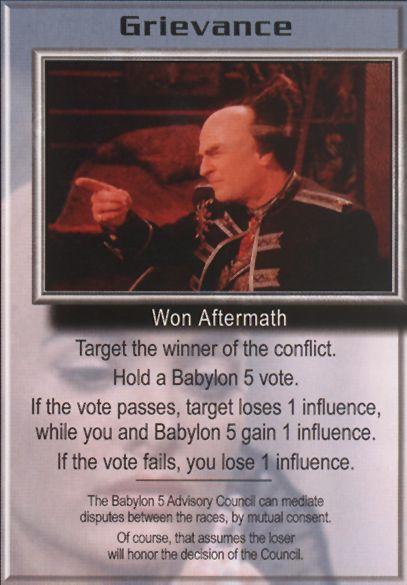 Grievance
Won Aftermath
Target the winner of the conflict.
Hold a Babylon 5 vote.
If the vote passes, target loses 1 influence,
while you and Babylon 5 gain 1 influence.
If the vote fails, you lose 1 influence.
The Babylon 5 Advisory Council can mediate
disputes between the races, by mutual consent.
Of course, that assumes the loser
will honor the decision of the Council.